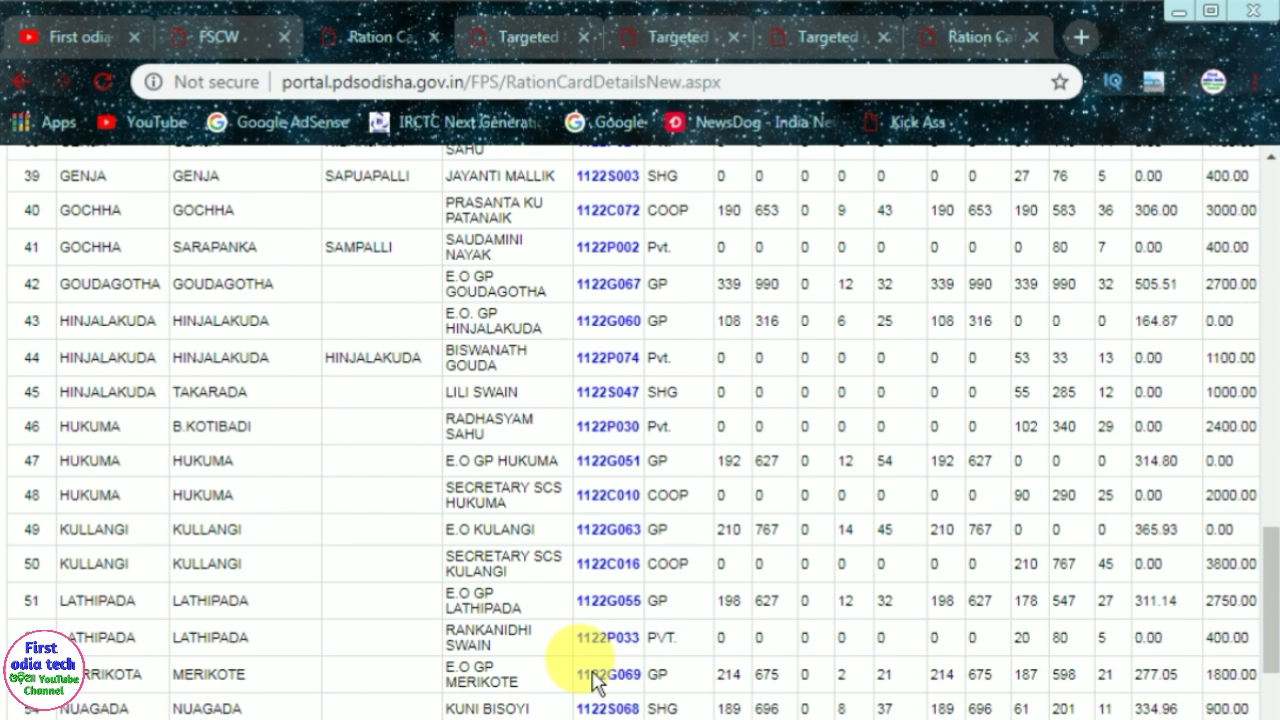 First odia
FSCW
Ration Ca
Targeted
Targeted
Targeted
Ration Ca
Not secure
portal.pdsodisha.gov.in/FPS/RationCardDetailsNew.aspx
Apps
YouTube
Google AdSense
IRCTC Next Generati
Google
NewsDog - India Ne
Kick Ass
SAHU
39 GENJA GENJA SAPUAPALLI JAYANTI MALLIK 1122S003 SHG 0 0 0 0 0 0 0 27 76 5 0.00 400.00
40 GOCHHA GOCHHA PRASANTA KU
PATANAIK 1122C072 COOP 190 653 0 9 43 190 653 190 583 36 306.00 3000.00
41 GOCHHA SARAPANKA SAMPALLI SAUDAMINI
NAYAK 1122P002 Pvt. 0 0 0 0 0 0 0 0 80 7 0.00 400.00
42 GOUDAGOTHA GOUDAGOTHA E.O GP
GOUDAGOTHA 1122G067 GP 339 990 0 12 32 339 990 339 990 32 505.51 2700.00
43 HINJALAKUDA HINJALAKUDA E.O. GP
HINJALAKUDA 1122G060 GP 108 316 0 6 25 108 316 0 0 0 164.87 0.00
44 HINJALAKUDA HINJALAKUDA HINJALAKUDA BISWANATH
GOUDA 1122P074 Pvt. 0 0 0 0 0 0 0 53 33 13 0.00 1100.00
45 HINJALAKUDA TAKARADA LILI SWAIN 1122S047 SHG 0 0 0 0 0 0 0 55 285 12 0.00 1000.00
46 HUKUMA B.KOTIBADI RADHASYAM
SAHU 1122P030 Pvt. 0 0 0 0 0 0 0 102 340 29 0.00 2400.00
47 HUKUMA HUKUMA E.O GP HUKUMA 1122G051 GP 192 627 0 12 54 192 627 0 0 0 314.80 0.00
48 HUKUMA HUKUMA SECRETARY SCS
HUKUMA 1122C010 COOP 0 0 0 0 0 0 0 90 290 25 0.00 2000.00
49 KULLANGI KULLANGI E.O KULANGI 1122G063 GP 210 767 0 14 45 210 767 0 0 0 365.93 0.00
50 KULLANGI KULLANGI SECRETARY SCS
KULANGI 1122C016 COOP 0 0 0 0 0 0 0 210 767 45 0.00 3800.00
51 LATHIPADA LATHIPADA E.O GP
LATHIPADA 1122G055 GP 198 627 0 12 32 198 627 178 547 27 311.14 2750.00
ATHIPADA LATHIPADA RANKANIDHI
SWAIN 1122P033 PVT. 0 0 0 0 0 0 0 20 80 5 0.00 400.00
RRIKOTA MERIKOTE E.O GP
MERIKOTE 1122G069 GP 214 675 0 2 21 214 675 187 598 21 277.05 1800.00
NUAGADA NUAGADA KUNI BISOYI 1122S068 SHG 189 696 0 8 37 189 696 61 201 11 334.96 900.00
First
odia tech
ଓଡ଼ିଆ YouTube
Channel